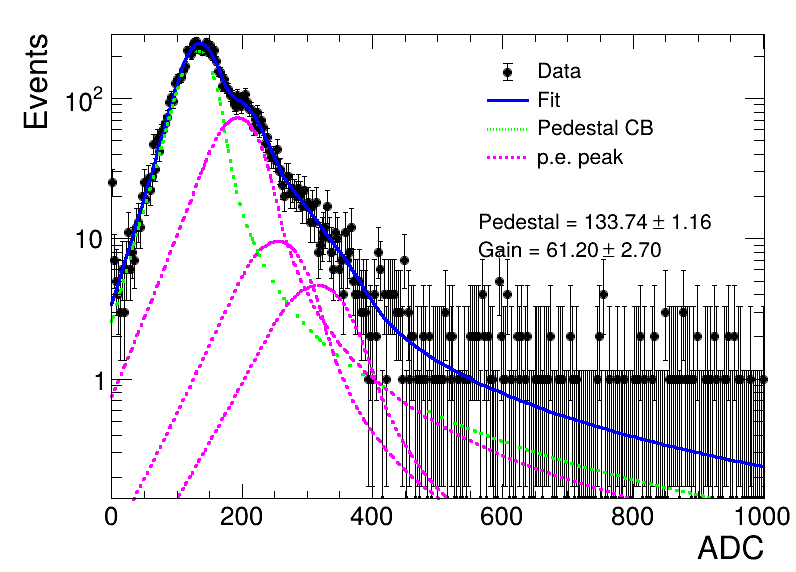 Events
10²
10
1
Data
Fit
Pedestal CB
p.e. peak
Pedestal = 133.74 ± 1.16
Gain = 61.20 ± 2.70
0 200 400 600 800 1000
ADC